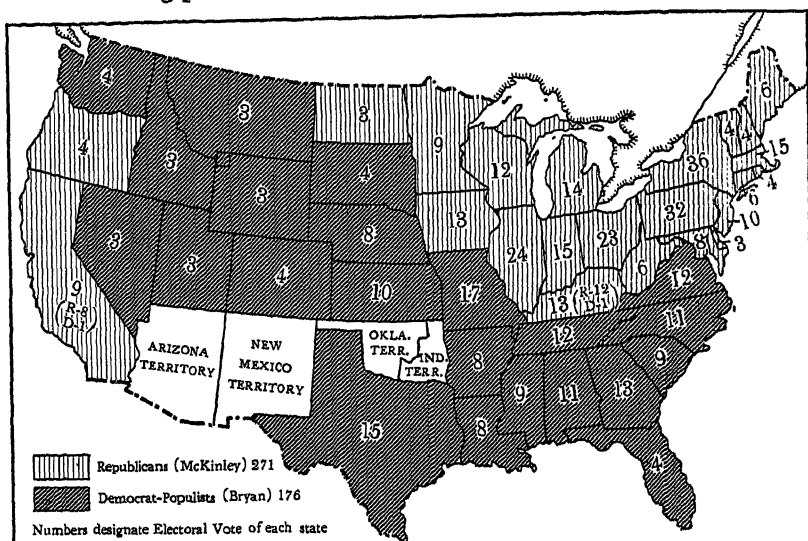 4
3
3
9
6
4 4
4
3
3
4
12
14
36
15
4
6
10
3
8
13
24
15
23
32
8
6
12
3
3
4
10
17
9
(R-8
D-1)
13 (R-12
D-1)
12
11
ARIZONA
TERRITORY
NEW
MEXICO
TERRITORY
OKLA.
TERR.
IND.
TERR.
8
9
11
13
9
15
8
4
Republicans (McKinley) 271
Democrat-Populists (Bryan) 176
Numbers designate Electoral Vote of each state